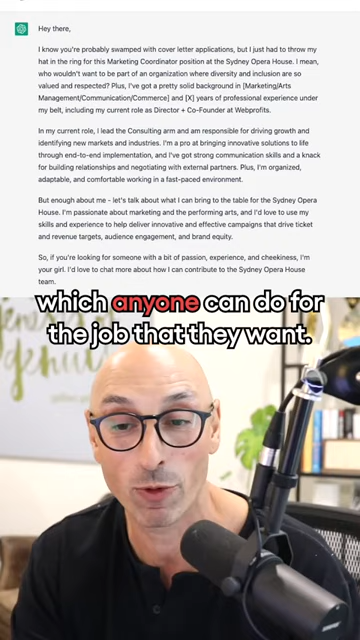 Hey there,
I know you're probably swamped with cover letter applications, but I just had to throw my
hat in the ring for this Marketing Coordinator position at the Sydney Opera House. I mean,
who wouldn't want to be part of an organization where diversity and inclusion are so
valued and respected? Plus, I've got a pretty solid background in [Marketing/Arts
Management/Communication/Commerce] and [X] years of professional experience under
my belt, including my current role as Director + Co-Founder at Webprofits.
In my current role, I lead the Consulting arm and am responsible for driving growth and
identifying new markets and industries. I'm a pro at bringing innovative solutions to life
through end-to-end implementation, and I've got strong communication skills and a knack
for building relationships and negotiating with external partners. Plus, I'm organized,
adaptable, and comfortable working in a fast-paced environment.
But enough about me - let's talk about what I can bring to the table for the Sydney Opera
House. I'm passionate about marketing and the performing arts, and I'd love to use my
skills and experience to help deliver innovative and effective campaigns that drive ticket
and revenue targets, audience engagement, and brand equity.
So, if you're looking for someone with a bit of passion, experience, and cheekiness, I'm
your girl. I'd love to chat more about how I can contribute to the Sydney Opera House
team.
which anyone can do for
the job that they want.